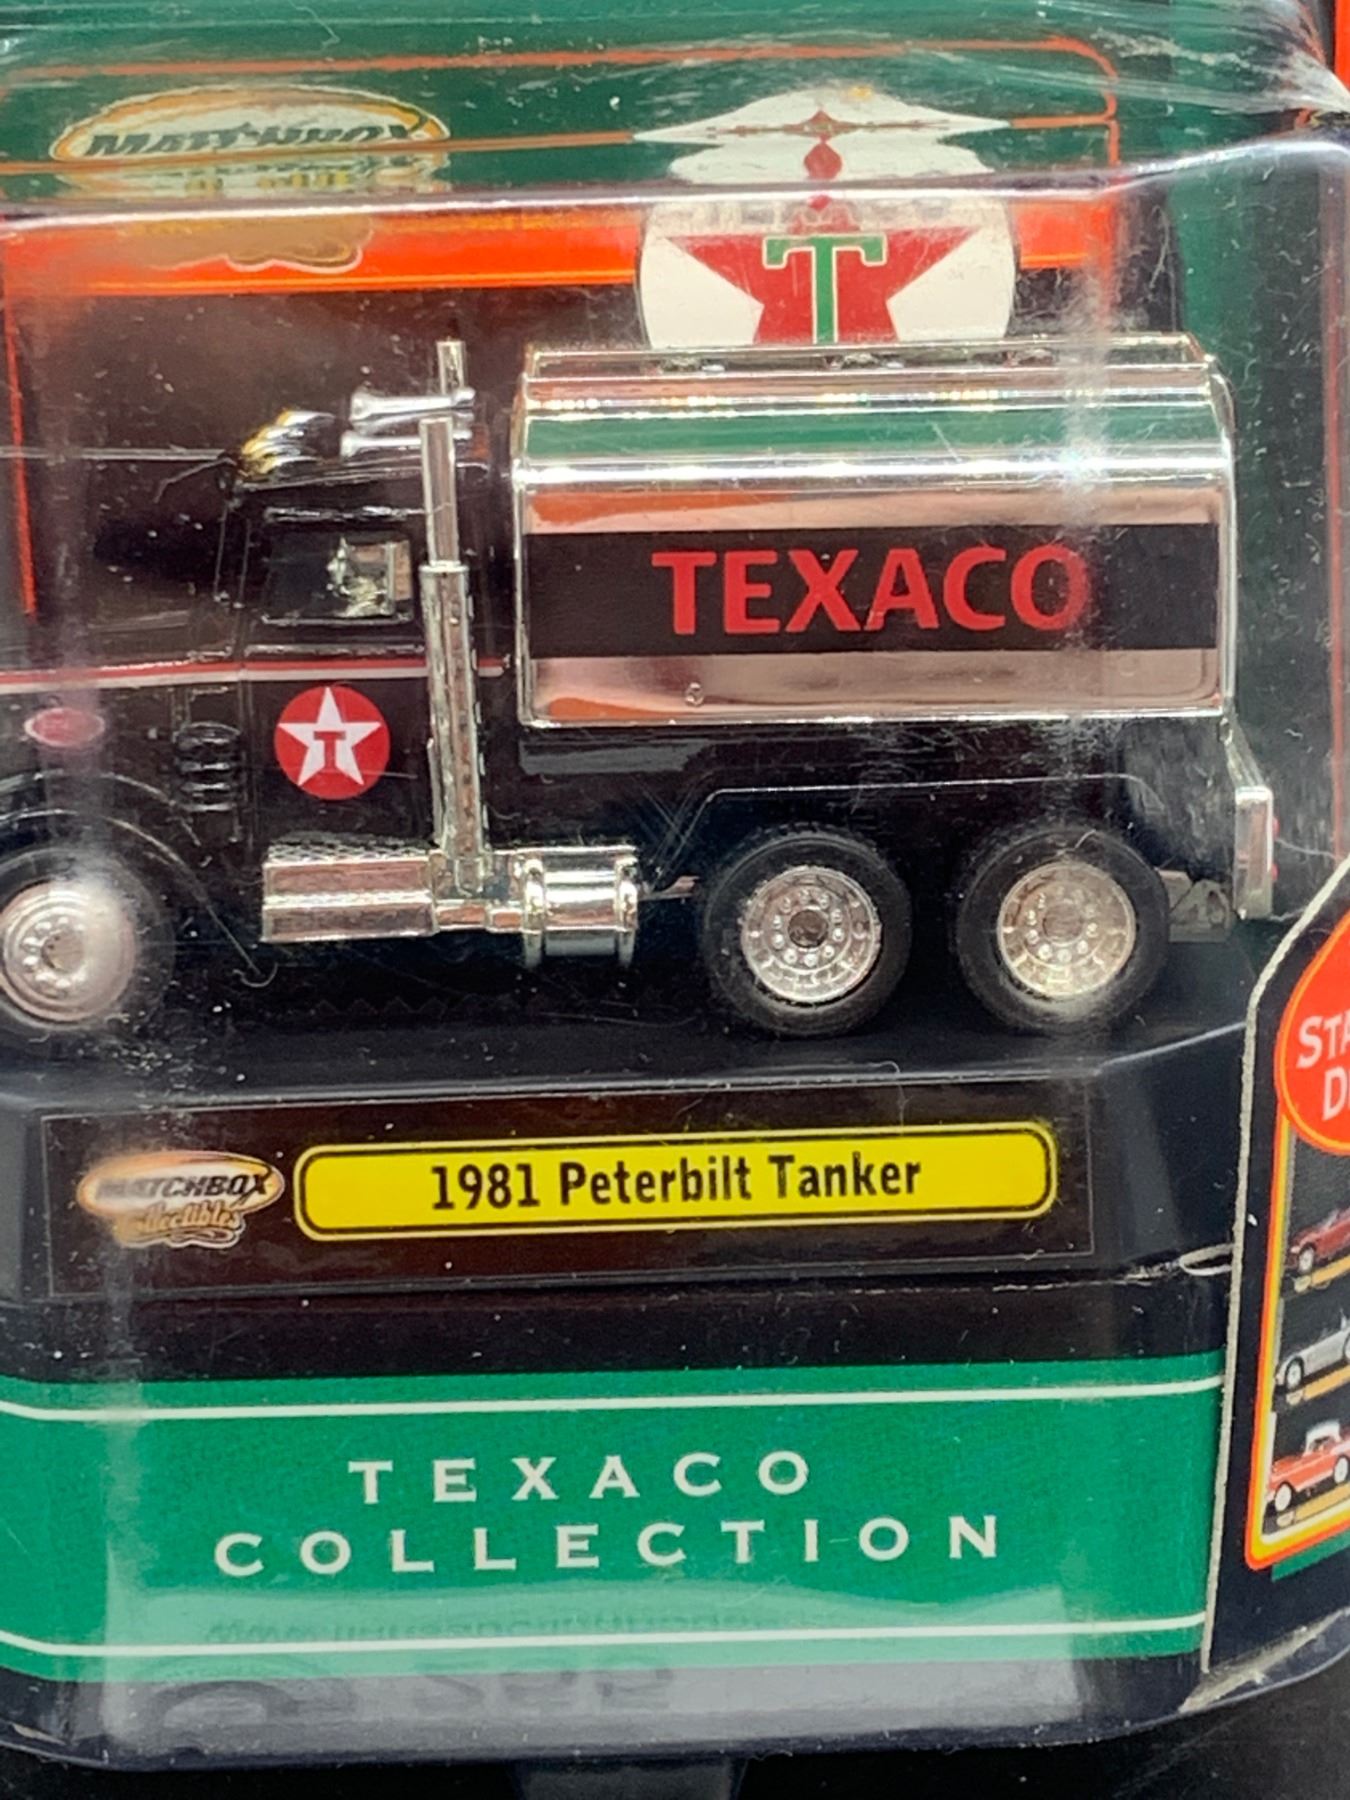 MATCHBOX
T
TEXACO
T
MATCHBOX
Collectibles
1981 Peterbilt Tanker
TEXACO
COLLECTION